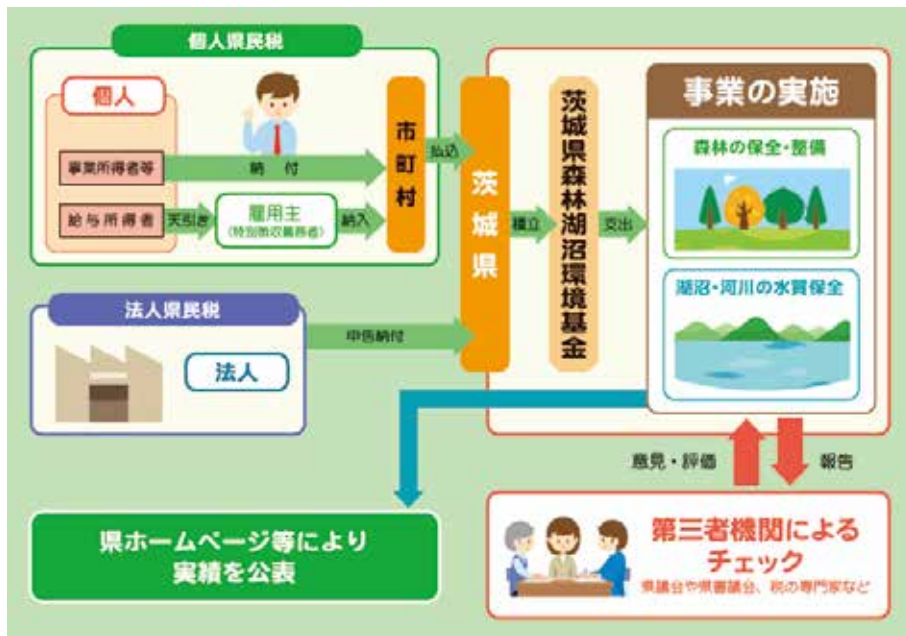 個人県民税
個人
事業所得者等
納付
給与所得者
天引き
雇用主
(特別徴収義務者)
納入
市町村
払込
法人県民税
法人
申告納付
茨城県
積立
茨城県森林湖沼環境基金
支出
事業の実施
森林の保全・整備
湖沼・河川の水質保全
意見・評価
報告
県ホームページ等により
実績を公表
第三者機関による
チェック
県議会や県審議会、税の専門家など